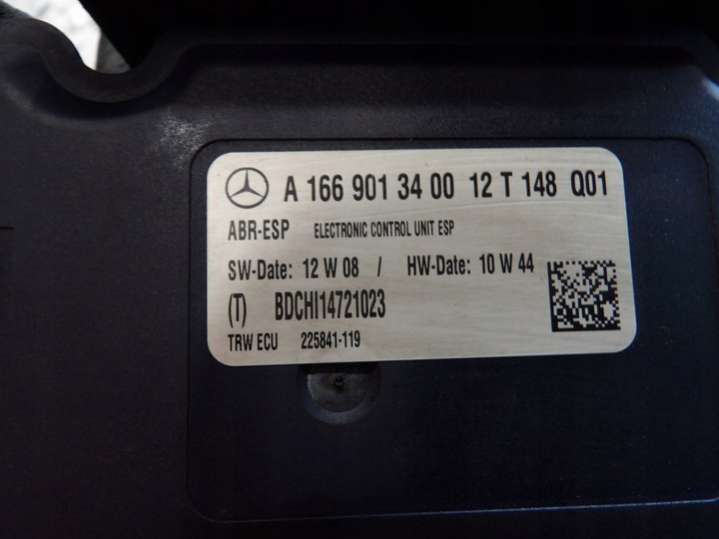 A 166 901 34 00 12 T 148 Q01
ABR-ESP ELECTRONIC CONTROL UNIT ESP
SW-Date: 12 W 08 / HW-Date: 10 W 44
(T) BDCHI14721023
TRW ECU 225841-119